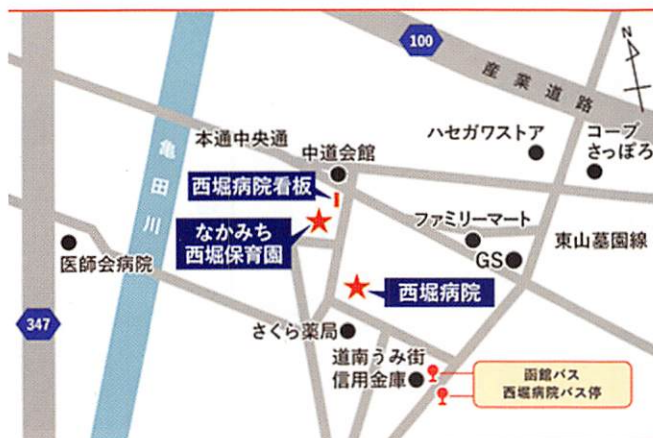 100
N
産業道路
本通中央通
ハセガワストア
コープ
さっぽろ
中道会館
亀田川
西堀病院看板
なかみち
西堀保育園
ファミリーマート
東山墓園線
GS
医師会病院
西堀病院
347
さくら薬局
道南うみ街
信用金庫
函館バス
西堀病院バス停